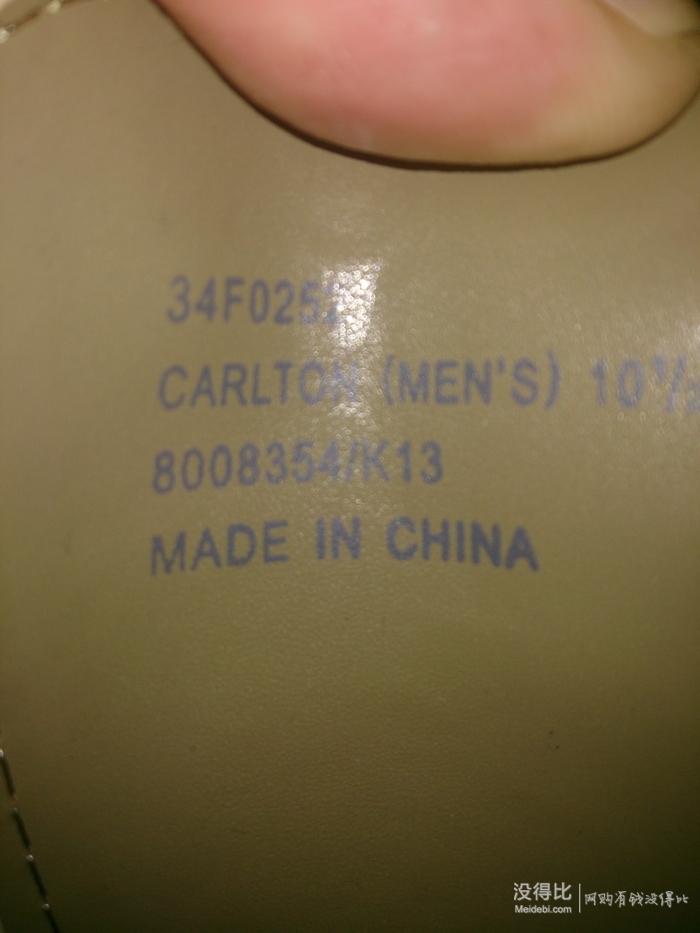 34F0252
CARLTON (MEN'S) 10½
8008354/K13
MADE IN CHINA
没得比
Meidebi.com
网购有钱没得比